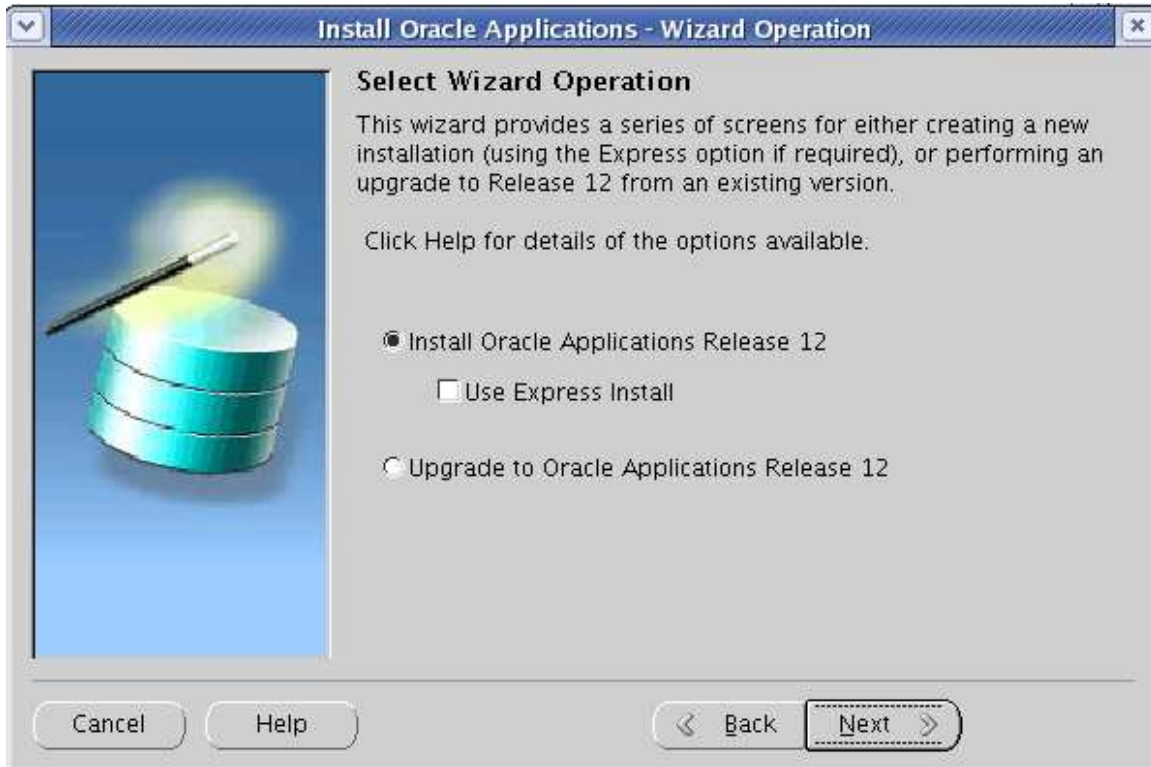 Install Oracle Applications - Wizard Operation
Select Wizard Operation
This wizard provides a series of screens for either creating a new
installation (using the Express option if required), or performing an
upgrade to Release 12 from an existing version.
Click Help for details of the options available.
Install Oracle Applications Release 12
Use Express Install
Upgrade to Oracle Applications Release 12
Cancel Help Back Next